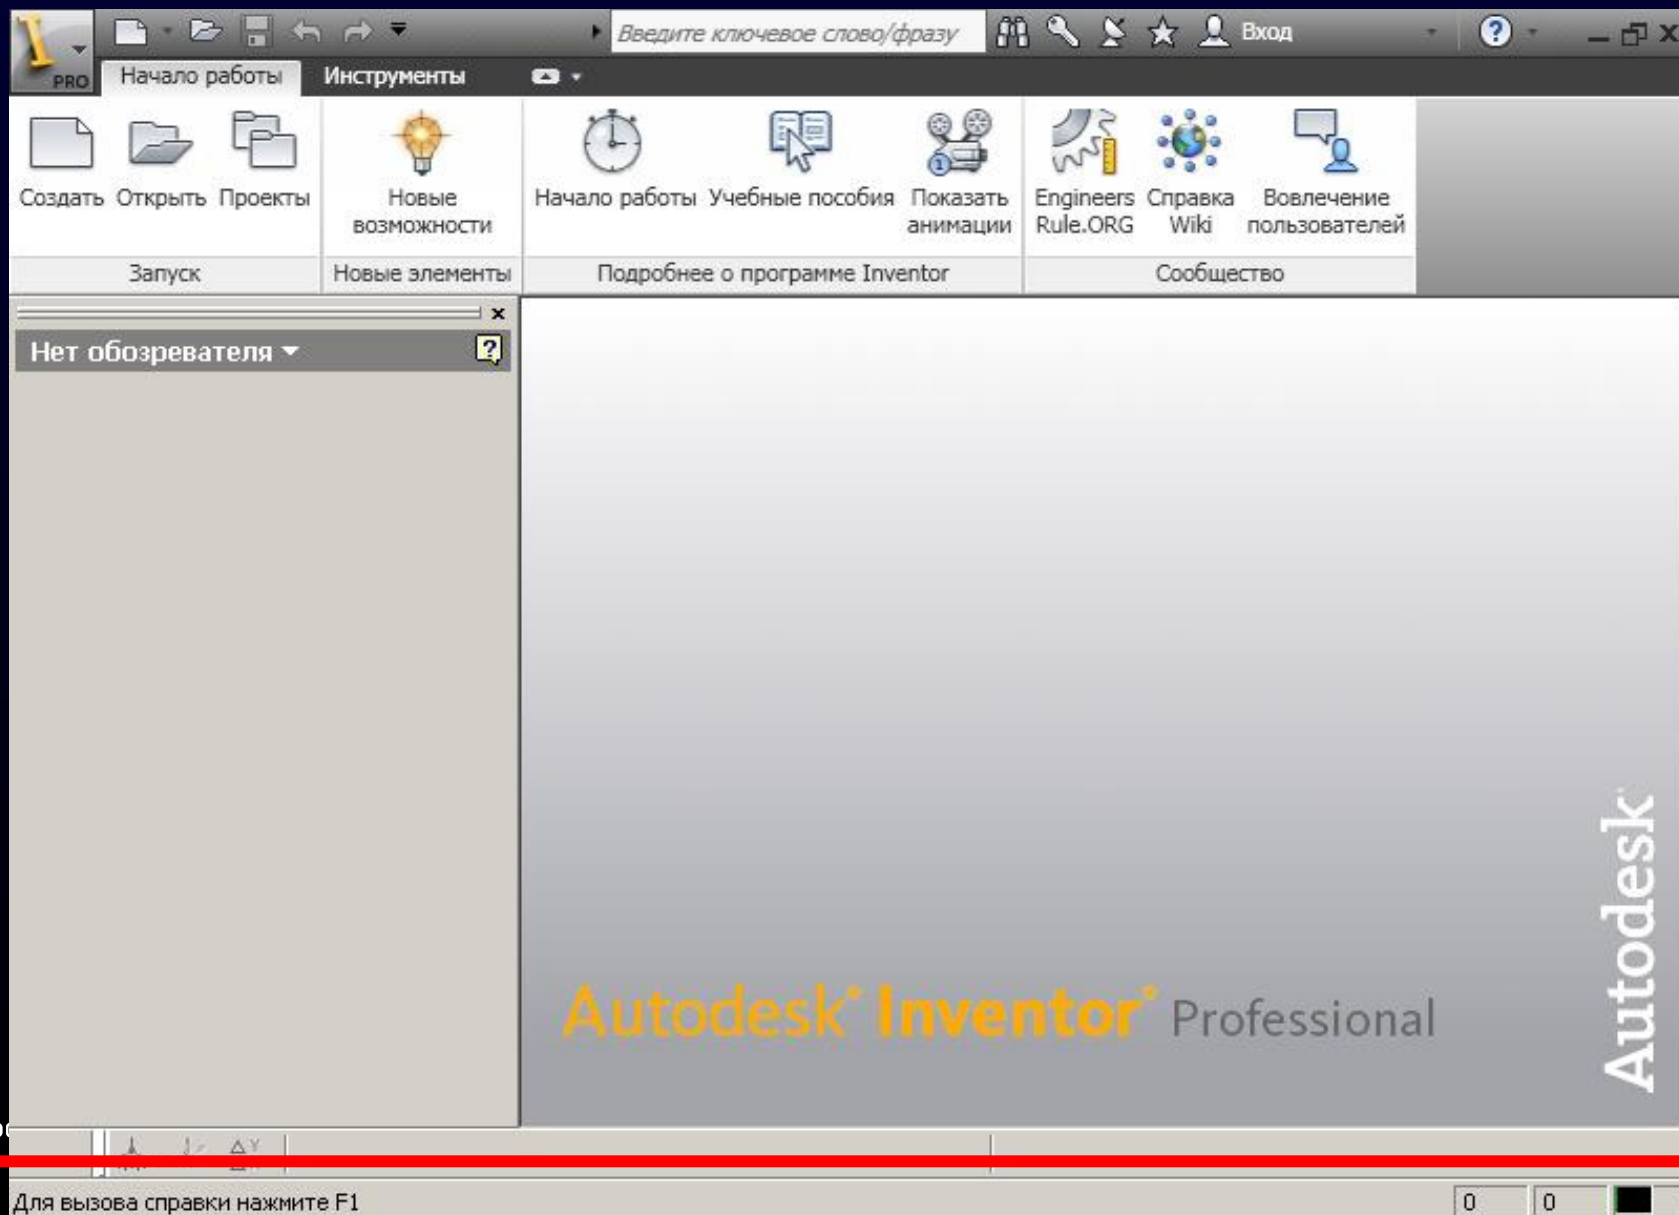 Введите ключевое слово/фразу Вход
PRO Начало работы Инструменты
Создать Открыть Проекты Новые возможности Начало работы Учебные пособия Показать анимации Engineers Rule.ORG Справка Wiki Вовлечение пользователей
Запуск Новые элементы Подробнее о программе Inventor Сообщество
Нет обозревателя
Autodesk® Inventor® Professional
Autodesk
Для вызова справки нажмите F1 0 0